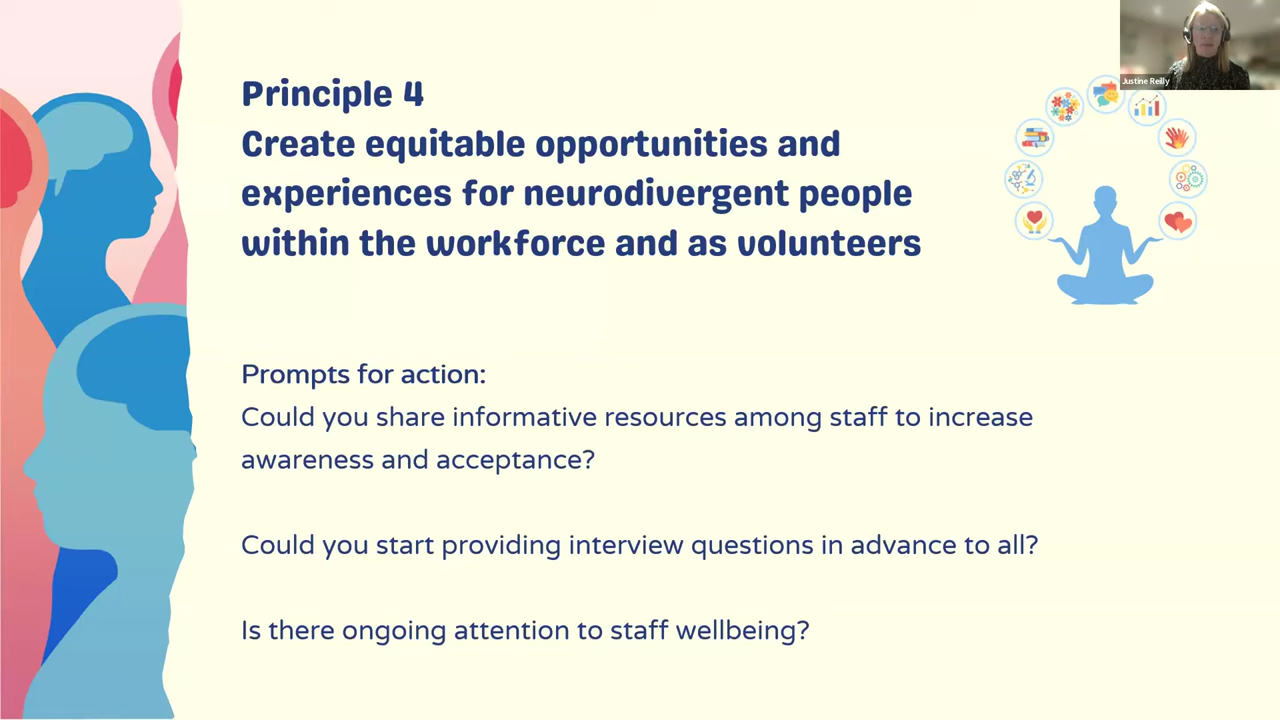 Justine Reilly
Principle 4
Create equitable opportunities and
experiences for neurodivergent people
within the workforce and as volunteers
Prompts for action:
Could you share informative resources among staff to increase
awareness and acceptance?
Could you start providing interview questions in advance to all?
Is there ongoing attention to staff wellbeing?